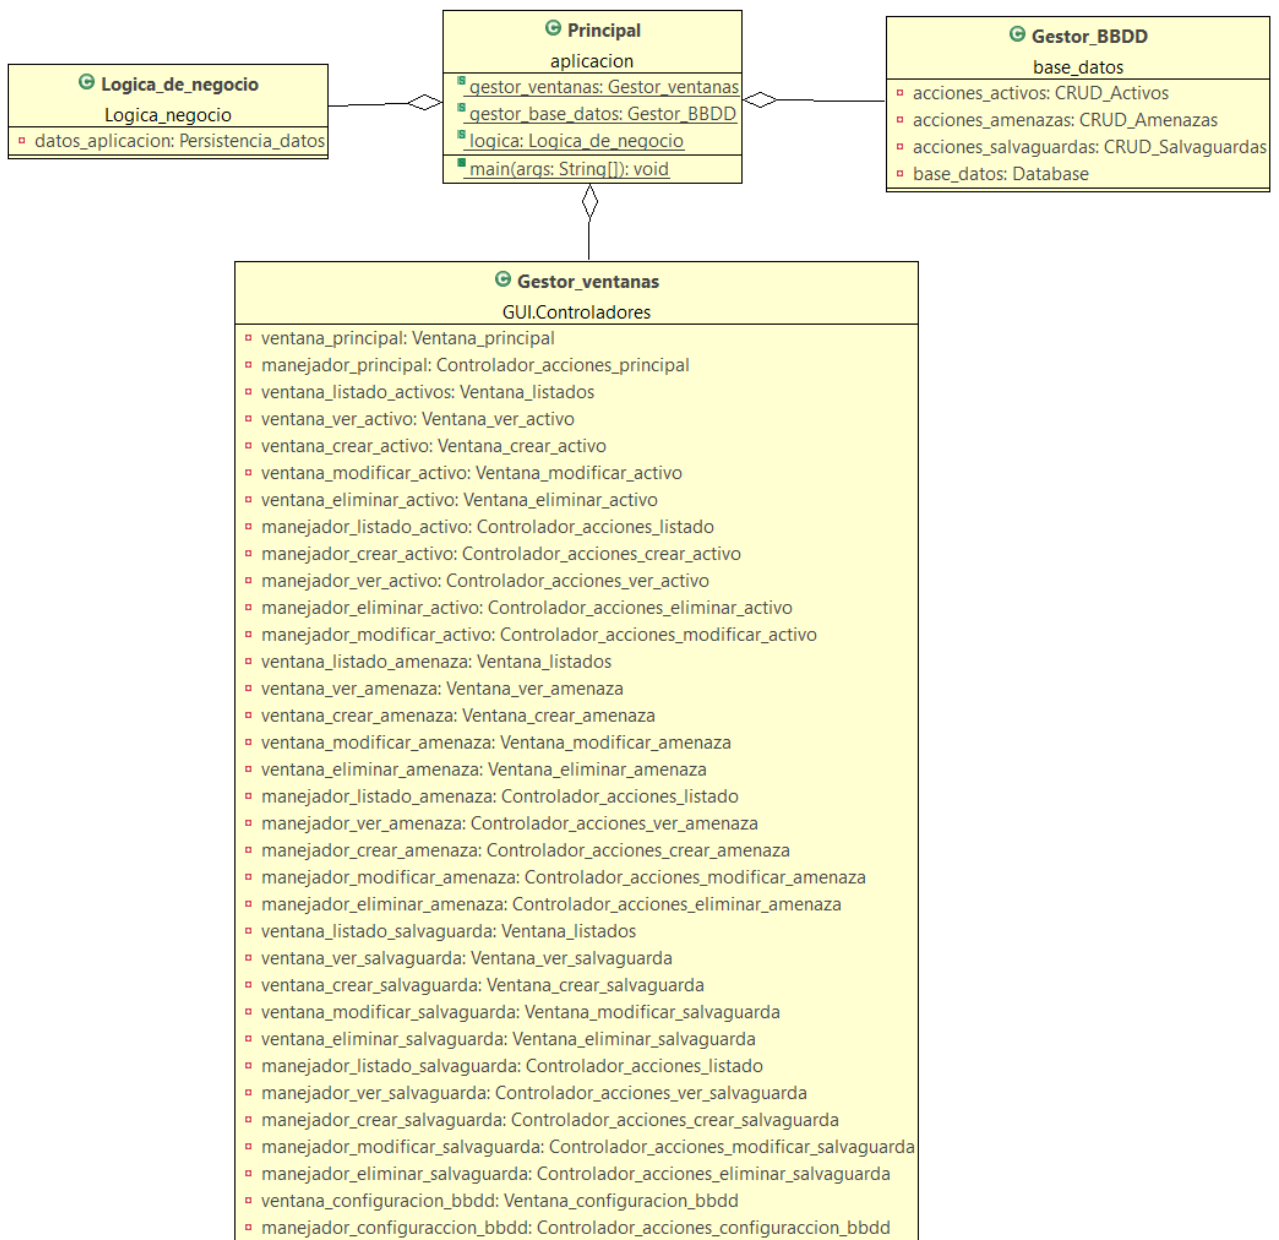 Principal
aplicacion
gestor_ventanas: Gestor_ventanas
gestor_base_datos: Gestor_BBDD
logica: Logica_de_negocio
main(args: String[]): void
Logica_de_negocio
Logica_negocio
datos_aplicacion: Persistencia_datos
Gestor_BBDD
base_datos
acciones_activos: CRUD_Activos
acciones_amenazas: CRUD_Amenazas
acciones_salvaguardas: CRUD_Salvaguardas
base_datos: Database
Gestor_ventanas
GUI.Controladores
ventana_principal: Ventana_principal
manejador_principal: Controlador_acciones_principal
ventana_listado_activos: Ventana_listados
ventana_ver_activo: Ventana_ver_activo
ventana_crear_activo: Ventana_crear_activo
ventana_modificar_activo: Ventana_modificar_activo
ventana_eliminar_activo: Ventana_eliminar_activo
manejador_listado_activo: Controlador_acciones_listado
manejador_crear_activo: Controlador_acciones_crear_activo
manejador_ver_activo: Controlador_acciones_ver_activo
manejador_eliminar_activo: Controlador_acciones_eliminar_activo
manejador_modificar_activo: Controlador_acciones_modificar_activo
ventana_listado_amenaza: Ventana_listados
ventana_ver_amenaza: Ventana_ver_amenaza
ventana_crear_amenaza: Ventana_crear_amenaza
ventana_modificar_amenaza: Ventana_modificar_amenaza
ventana_eliminar_amenaza: Ventana_eliminar_amenaza
manejador_listado_amenaza: Controlador_acciones_listado
manejador_ver_amenaza: Controlador_acciones_ver_amenaza
manejador_crear_amenaza: Controlador_acciones_crear_amenaza
manejador_modificar_amenaza: Controlador_acciones_modificar_amenaza
manejador_eliminar_amenaza: Controlador_acciones_eliminar_amenaza
ventana_listado_salvaguarda: Ventana_listados
ventana_ver_salvaguarda: Ventana_ver_salvaguarda
ventana_crear_salvaguarda: Ventana_crear_salvaguarda
ventana_modificar_salvaguarda: Ventana_modificar_salvaguarda
ventana_eliminar_salvaguarda: Ventana_eliminar_salvaguarda
manejador_listado_salvaguarda: Controlador_acciones_listado
manejador_ver_salvaguarda: Controlador_acciones_ver_salvaguarda
manejador_crear_salvaguarda: Controlador_acciones_crear_salvaguarda
manejador_modificar_salvaguarda: Controlador_acciones_modificar_salvaguarda
manejador_eliminar_salvaguarda: Controlador_acciones_eliminar_salvaguarda
ventana_configuracion_bbdd: Ventana_configuracion_bbdd
manejador_configuraccion_bbdd: Controlador_acciones_configuraccion_bbdd